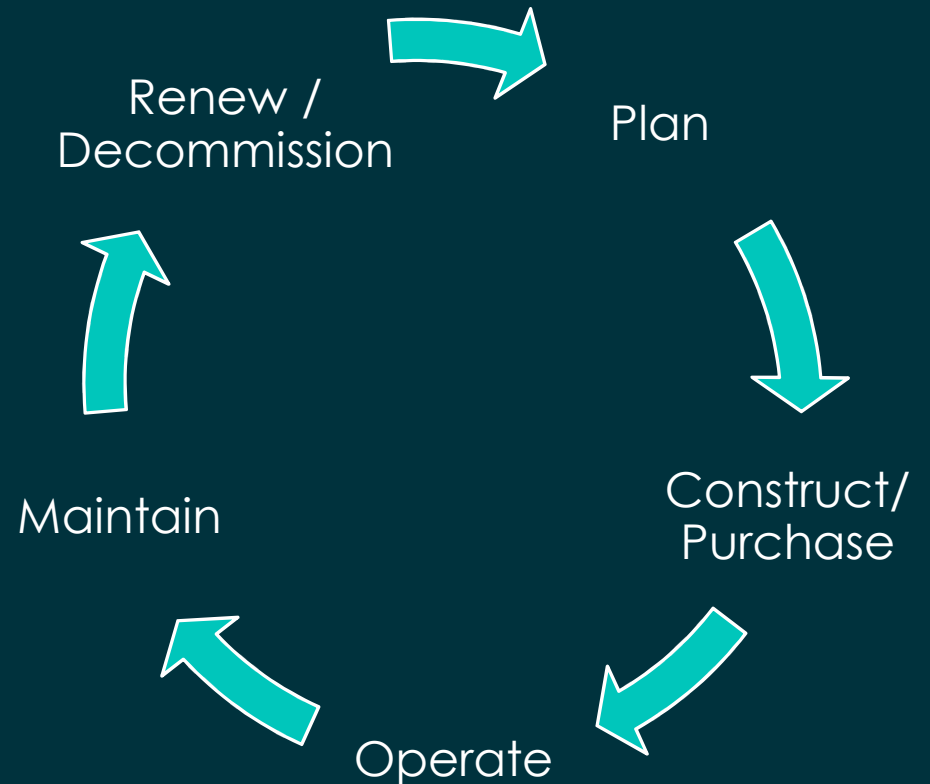 Renew /
Decommission
Plan
Construct/
Purchase
Operate
Maintain